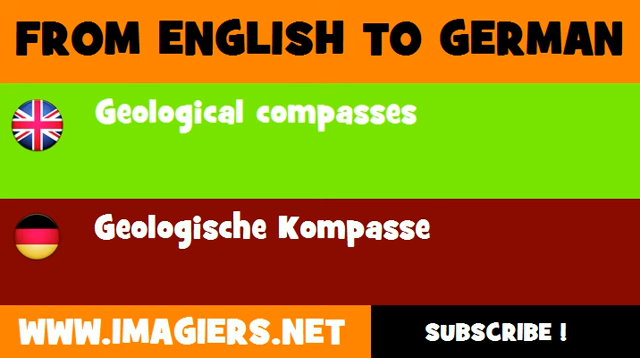 FROM ENGLISH TO GERMAN
Geological compasses
Geologische Kompasse
WWW.IMAGIERS.NET
SUBSCRIBE !